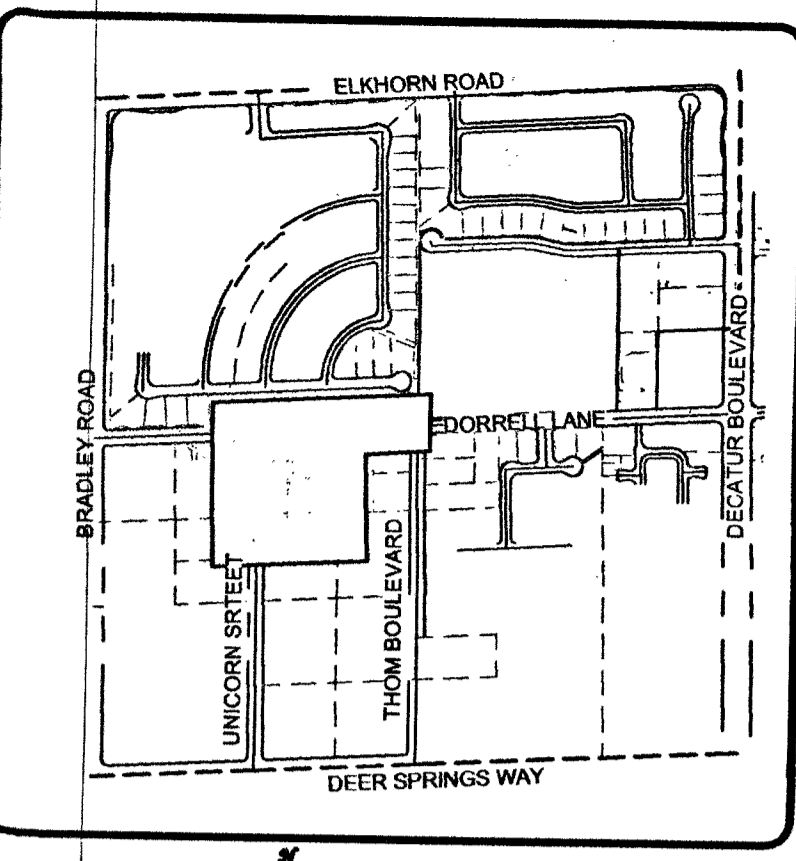 ELKHORN ROAD
BRADLEY ROAD
DECATUR BOULEVARD
DORRELL LANE
UNICORN SRTEET
THOM BOULEVARD
DEER SPRINGS WAY